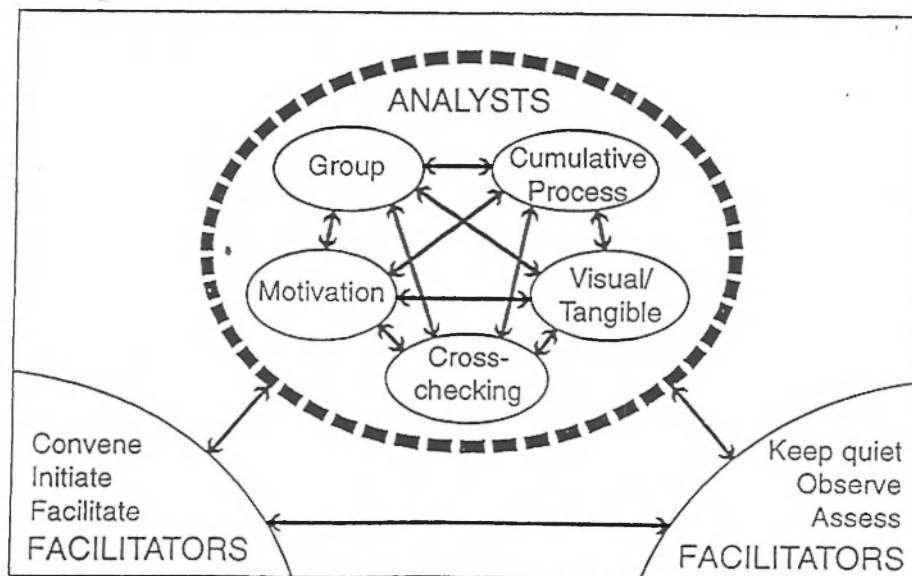 ANALYSTS
Group
Cumulative
Process
Motivation
Visual/
Tangible
Cross-
checking
Convene
Initiate
Facilitate
FACILITATORS
Keep quiet
Observe
Assess
FACILITATORS